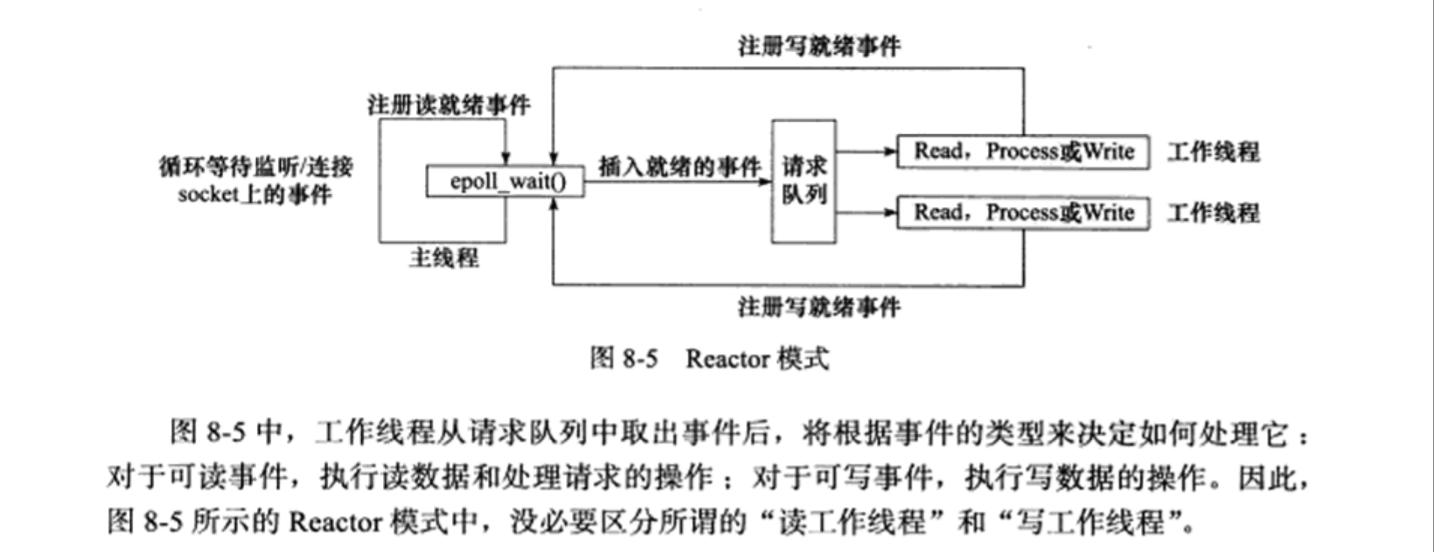 注册写就绪事件
注册读就绪事件
循环等待监听/连接
socket上的事件
epoll_wait()
插入就绪的事件
请求
队列
Read，Process或Write
工作线程
Read，Process或Write
工作线程
主线程
注册写就绪事件
图 8-5 Reactor 模式
图 8-5 中，工作线程从请求队列中取出事件后，将根据事件的类型来决定如何处理它：
对于可读事件，执行读数据和处理请求的操作；对于可写事件，执行写数据的操作。因此，
图 8-5 所示的 Reactor 模式中，没必要区分所谓的“读工作线程”和“写工作线程”。